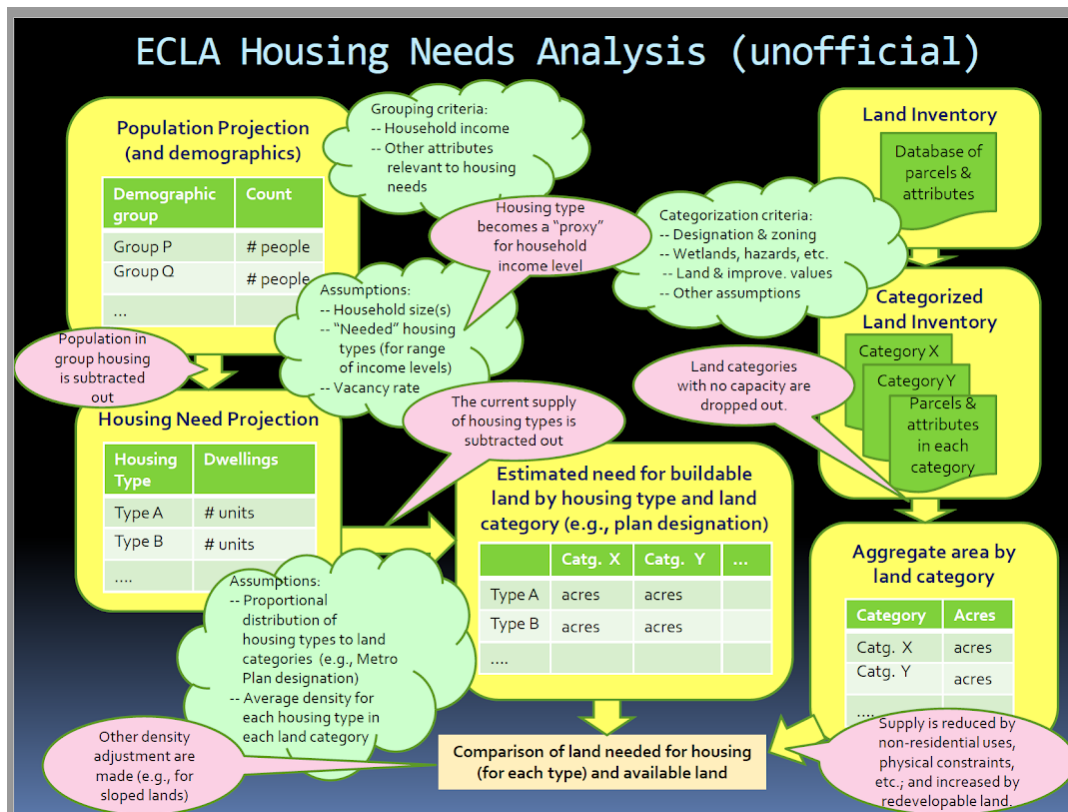 ECLA Housing Needs Analysis (unofficial)
Population Projection
(and demographics)
Demographic
group
Count
Group P
# people
Group Q
# people
...
Grouping criteria:
-- Household income
-- Other attributes
relevant to housing
needs
Housing type
becomes a “proxy”
for household
income level
Assumptions:
-- Household size(s)
-- “Needed” housing
types (for range
of income levels)
-- Vacancy rate
Population in
group housing
is subtracted
out
Housing Need Projection
Housing
Type
Dwellings
Type A
# units
Type B
# units
....
The current supply
of housing types is
subtracted out
Assumptions:
-- Proportional
distribution of
housing types to land
categories (e.g., Metro
Plan designation)
-- Average density for
each housing type in
each land category
Other density
adjustment are
made (e.g., for
sloped lands)
Estimated need for buildable
land by housing type and land
category (e.g., plan designation)
Catg. X
Catg. Y
...
Type A
acres
acres
Type B
acres
acres
....
Comparison of land needed for housing
(for each type) and available land
Land Inventory
Database of
parcels &
attributes
Categorization criteria:
-- Designation & zoning
-- Wetlands, hazards, etc.
-- Land & improve. values
-- Other assumptions
Categorized
Land Inventory
Category X
Category Y
Parcels &
attributes
in each
category
Land categories
with no capacity are
dropped out.
Aggregate area by
land category
Category
Acres
Catg. X
acres
Catg. Y
acres
....
Supply is reduced by
non-residential uses,
physical constraints,
etc.; and increased by
redevelopable land.